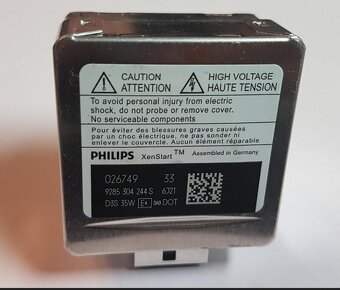 CAUTION
ATTENTION
HIGH VOLTAGE
HAUTE TENSION
To avoid personal injury from electric
shock, do not probe or remove cover.
No serviceable components
Pour éviter des blessures graves causées
par un choc électrique, ne pas sonder ni
enlever le couvercle. Aucun élément réparable
PHILIPS XenStart™ Assembled in Germany
026749 33
9285 304 244 S 6J21
D3S 35W E4 DOT